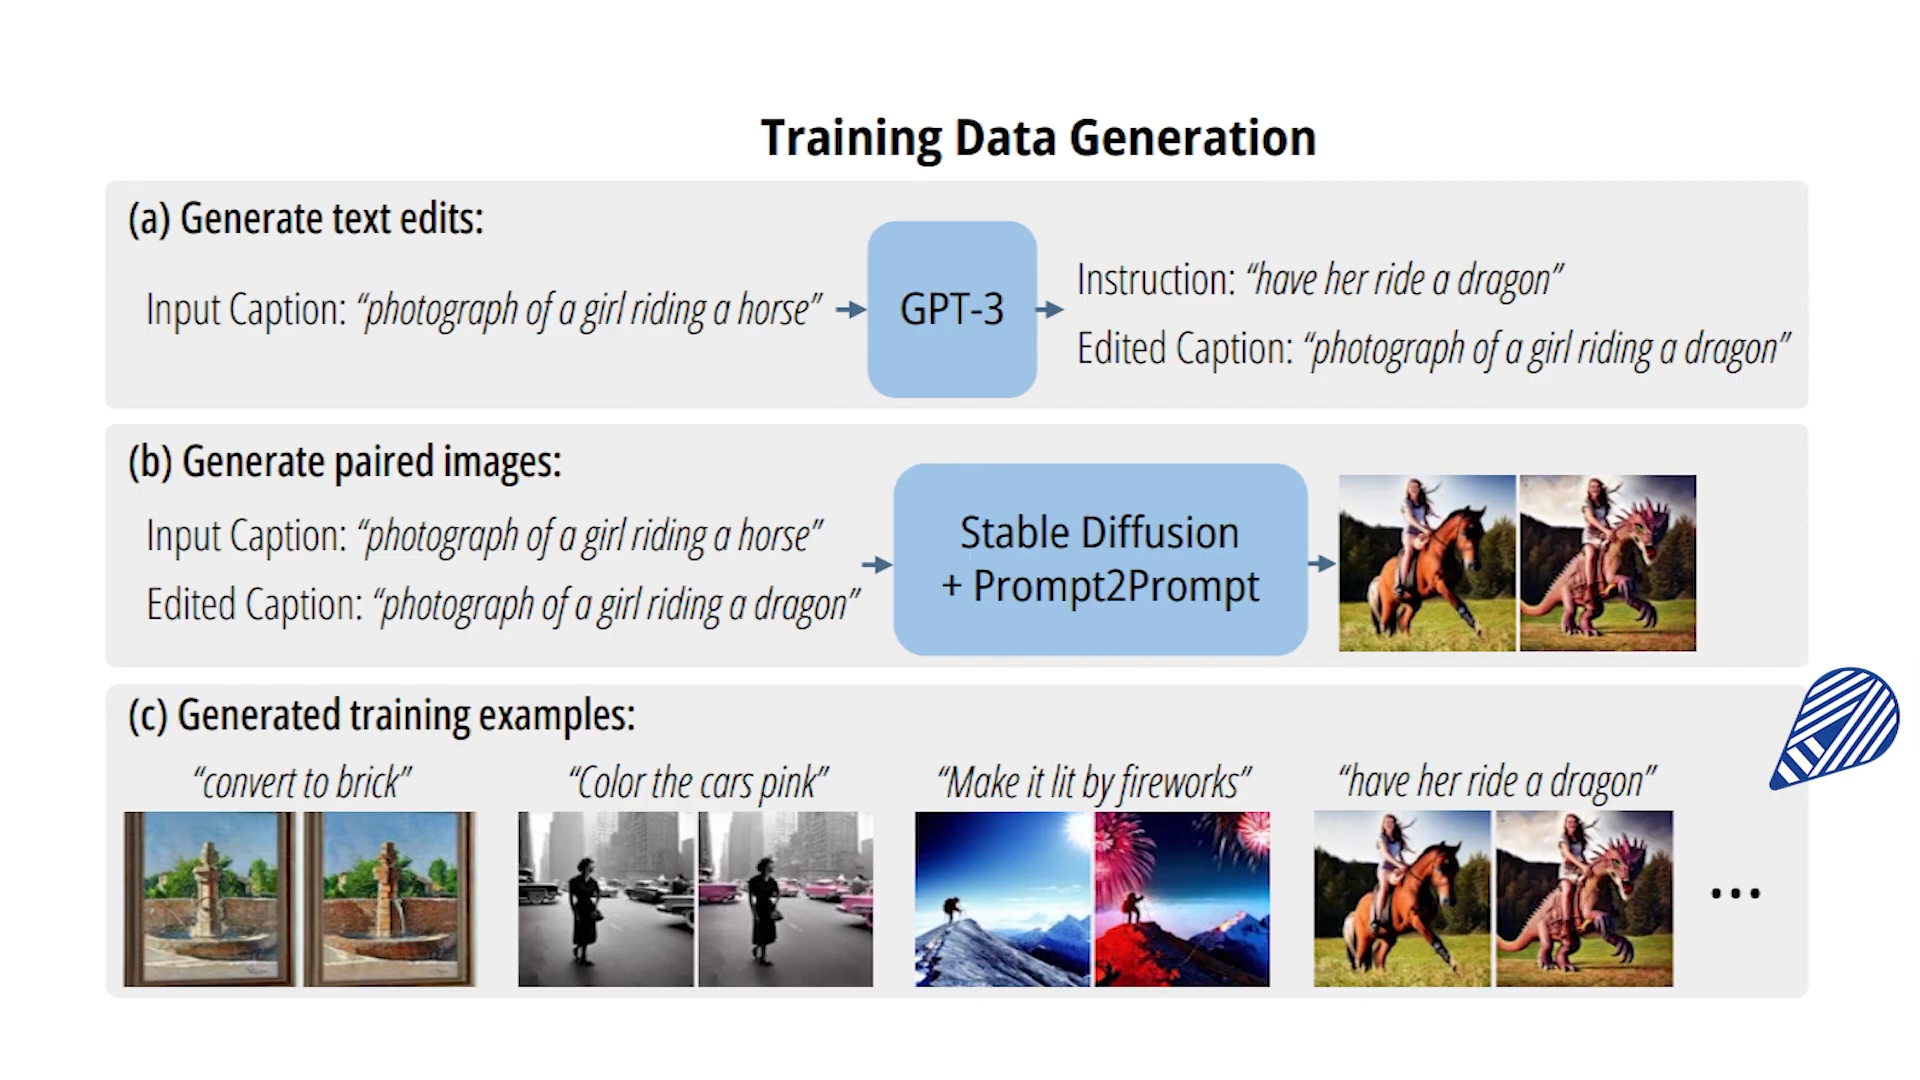 Training Data Generation
(a) Generate text edits:
Input Caption: “photograph of a girl riding a horse”
GPT-3
Instruction: “have her ride a dragon”
Edited Caption: “photograph of a girl riding a dragon”
(b) Generate paired images:
Input Caption: “photograph of a girl riding a horse”
Edited Caption: “photograph of a girl riding a dragon”
Stable Diffusion
+ Prompt2Prompt
(c) Generated training examples:
“convert to brick”
“Color the cars pink”
“Make it lit by fireworks”
“have her ride a dragon”
...